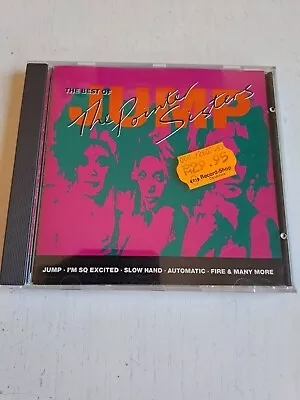 THE BEST OF
JUMP
The Pointer
Sisters
29.95
Record-Shop
JUMP · I'M SO EXCITED · SLOW HAND · AUTOMATIC · FIRE & MANY MORE